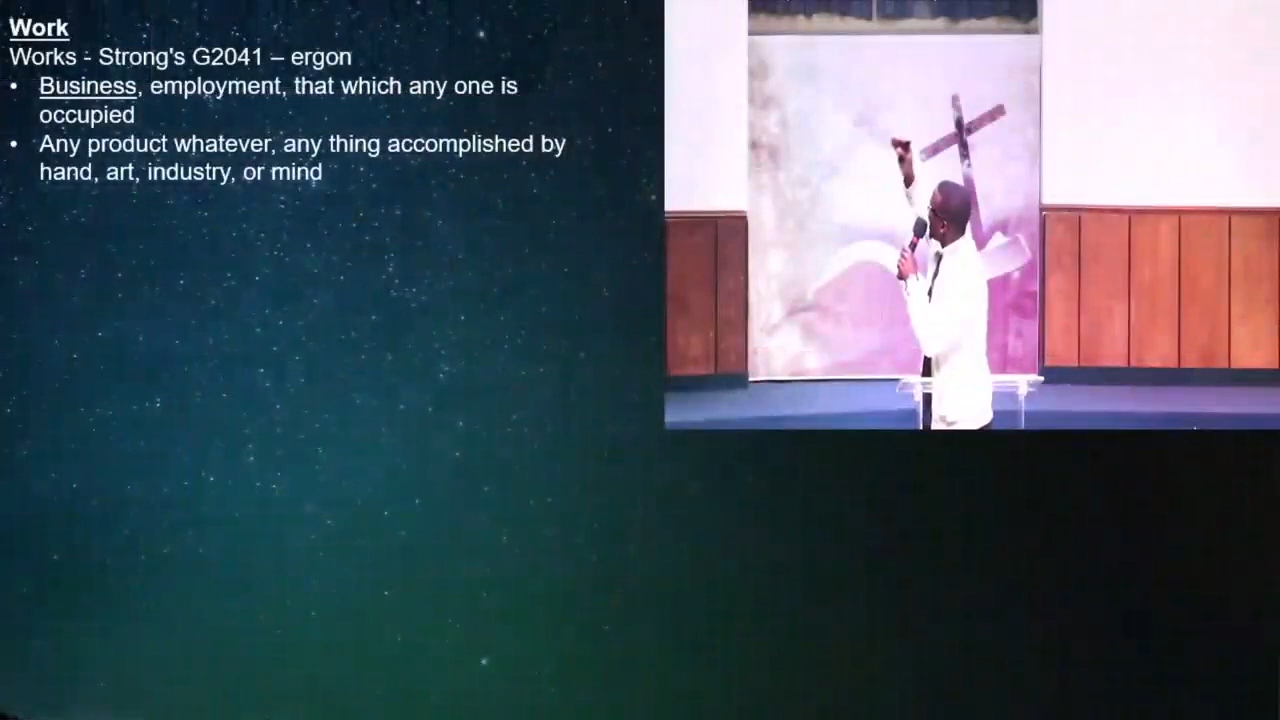 Work
Works - Strong's G2041 – ergon
• Business, employment, that which any one is
occupied
• Any product whatever, any thing accomplished by
hand, art, industry, or mind